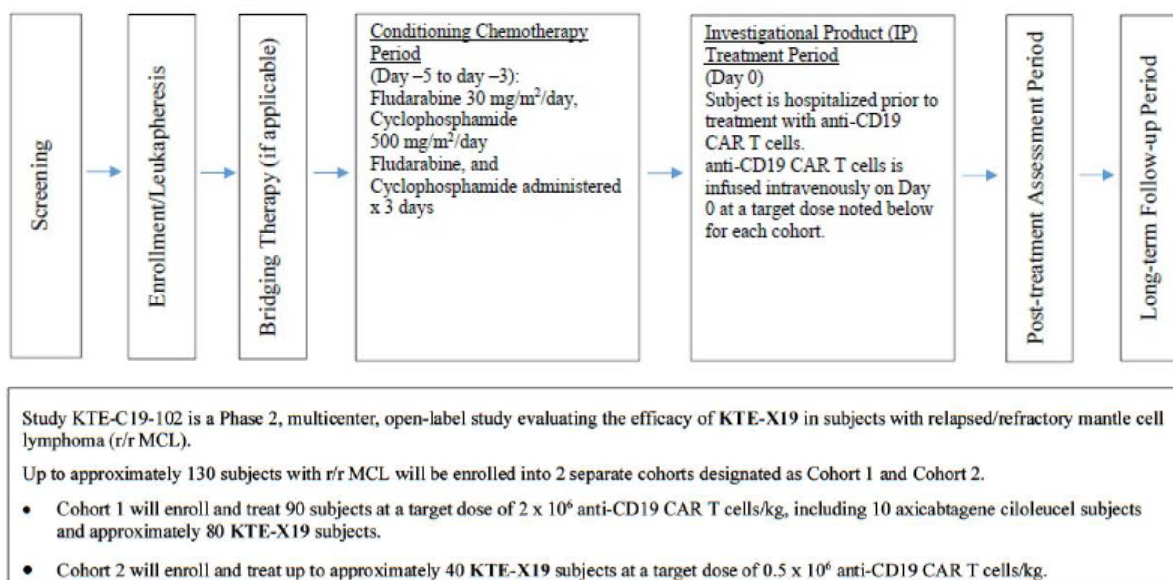 Screening
Enrollment/Leukapheresis
Bridging Therapy (if applicable)
Conditioning Chemotherapy
Period
(Day –5 to day –3):
Fludarabine 30 mg/m²/day,
Cyclophosphamide
500 mg/m²/day
Fludarabine, and
Cyclophosphamide administered
x 3 days
Investigational Product (IP)
Treatment Period
(Day 0)
Subject is hospitalized prior to
treatment with anti-CD19
CAR T cells.
anti-CD19 CAR T cells is
infused intravenously on Day
0 at a target dose noted below
for each cohort.
Post-treatment Assessment Period
Long-term Follow-up Period
Study KTE-C19-102 is a Phase 2, multicenter, open-label study evaluating the efficacy of KTE-X19 in subjects with relapsed/refractory mantle cell
lymphoma (r/r MCL).
Up to approximately 130 subjects with r/r MCL will be enrolled into 2 separate cohorts designated as Cohort 1 and Cohort 2.
• Cohort 1 will enroll and treat 90 subjects at a target dose of 2 x 10⁶ anti-CD19 CAR T cells/kg, including 10 axicabtagene ciloleucel subjects
and approximately 80 KTE-X19 subjects.
• Cohort 2 will enroll and treat up to approximately 40 KTE-X19 subjects at a target dose of 0.5 x 10⁶ anti-CD19 CAR T cells/kg.